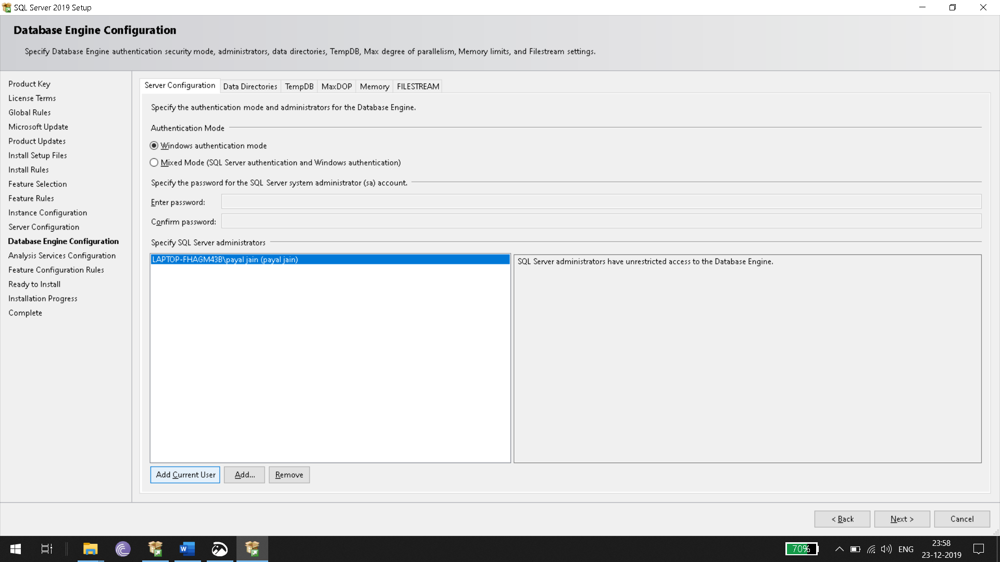 SQL Server 2019 Setup
Database Engine Configuration
Specify Database Engine authentication security mode, administrators, data directories, TempDB, Max degree of parallelism, Memory limits, and Filestream settings.
Product Key
License Terms
Global Rules
Microsoft Update
Product Updates
Install Setup Files
Install Rules
Feature Selection
Feature Rules
Instance Configuration
Server Configuration
Database Engine Configuration
Analysis Services Configuration
Feature Configuration Rules
Ready to Install
Installation Progress
Complete
Server Configuration Data Directories TempDB MaxDOP Memory FILESTREAM
Specify the authentication mode and administrators for the Database Engine.
Authentication Mode
Windows authentication mode
Mixed Mode (SQL Server authentication and Windows authentication)
Specify the password for the SQL Server system administrator (sa) account.
Enter password:
Confirm password:
Specify SQL Server administrators
LAPTOP-FHAGM43B\payal jain (payal jain)
SQL Server administrators have unrestricted access to the Database Engine.
Add Current User Add... Remove
< Back Next > Cancel
70% ENG 23:58
23-12-2019